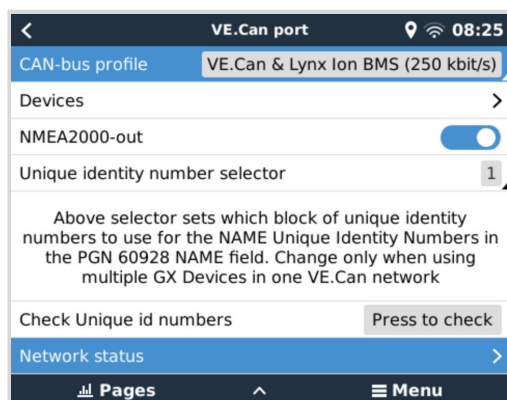 VE.Can port 08:25
CAN-bus profile VE.Can & Lynx Ion BMS (250 kbit/s)
Devices
NMEA2000-out
Unique identity number selector 1
Above selector sets which block of unique identity
numbers to use for the NAME Unique Identity Numbers in
the PGN 60928 NAME field. Change only when using
multiple GX Devices in one VE.Can network
Check Unique id numbers Press to check
Network status
Pages Menu